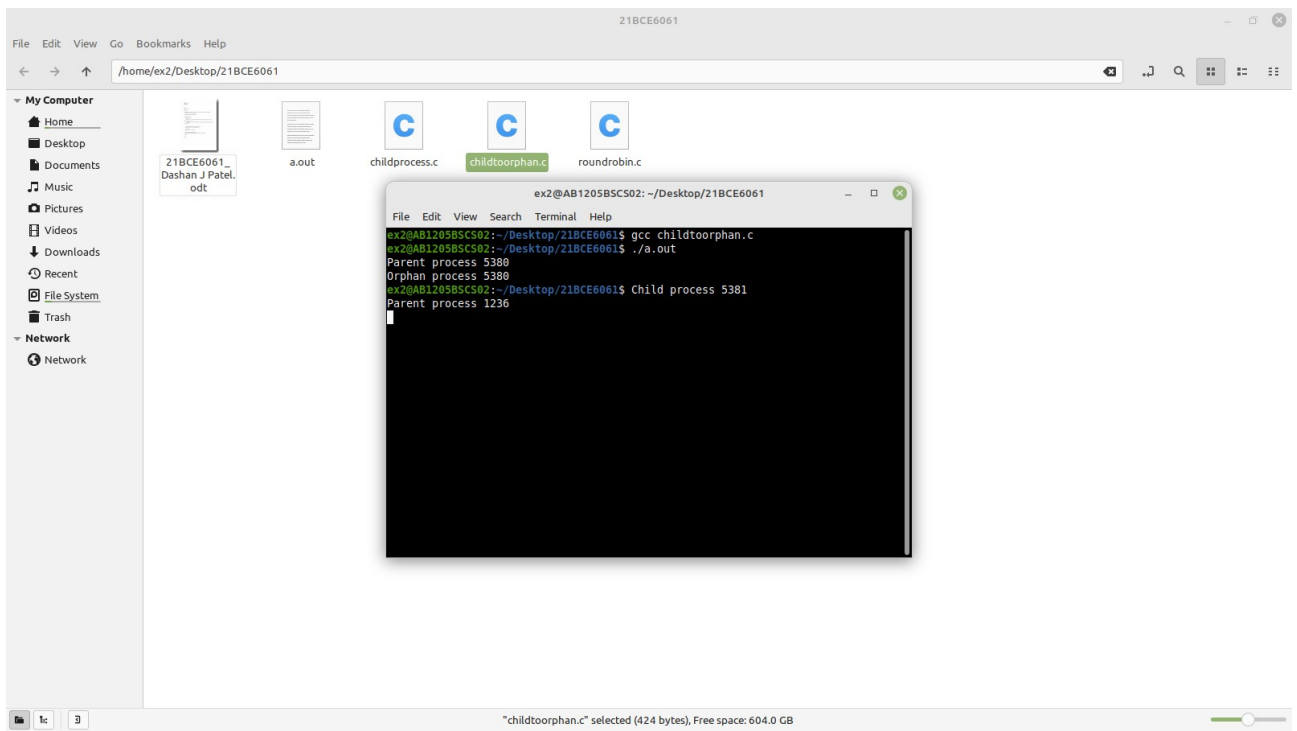 21BCE6061
File Edit View Go Bookmarks Help
/home/ex2/Desktop/21BCE6061
My Computer
Home
Desktop
Documents
Music
Pictures
Videos
Downloads
Recent
File System
Trash
Network
Network
21BCE6061_
Dashan J Patel.
odt
a.out
C
childprocess.c
C
childtoorphan.c
C
roundrobin.c
ex2@AB1205BSCS02: ~/Desktop/21BCE6061
File Edit View Search Terminal Help
ex2@AB1205BSCS02:~/Desktop/21BCE6061$ gcc childtoorphan.c
ex2@AB1205BSCS02:~/Desktop/21BCE6061$ ./a.out
Parent process 5380
Orphan process 5380
ex2@AB1205BSCS02:~/Desktop/21BCE6061$ Child process 5381
Parent process 1236
"childtoorphan.c" selected (424 bytes), Free space: 604.0 GB